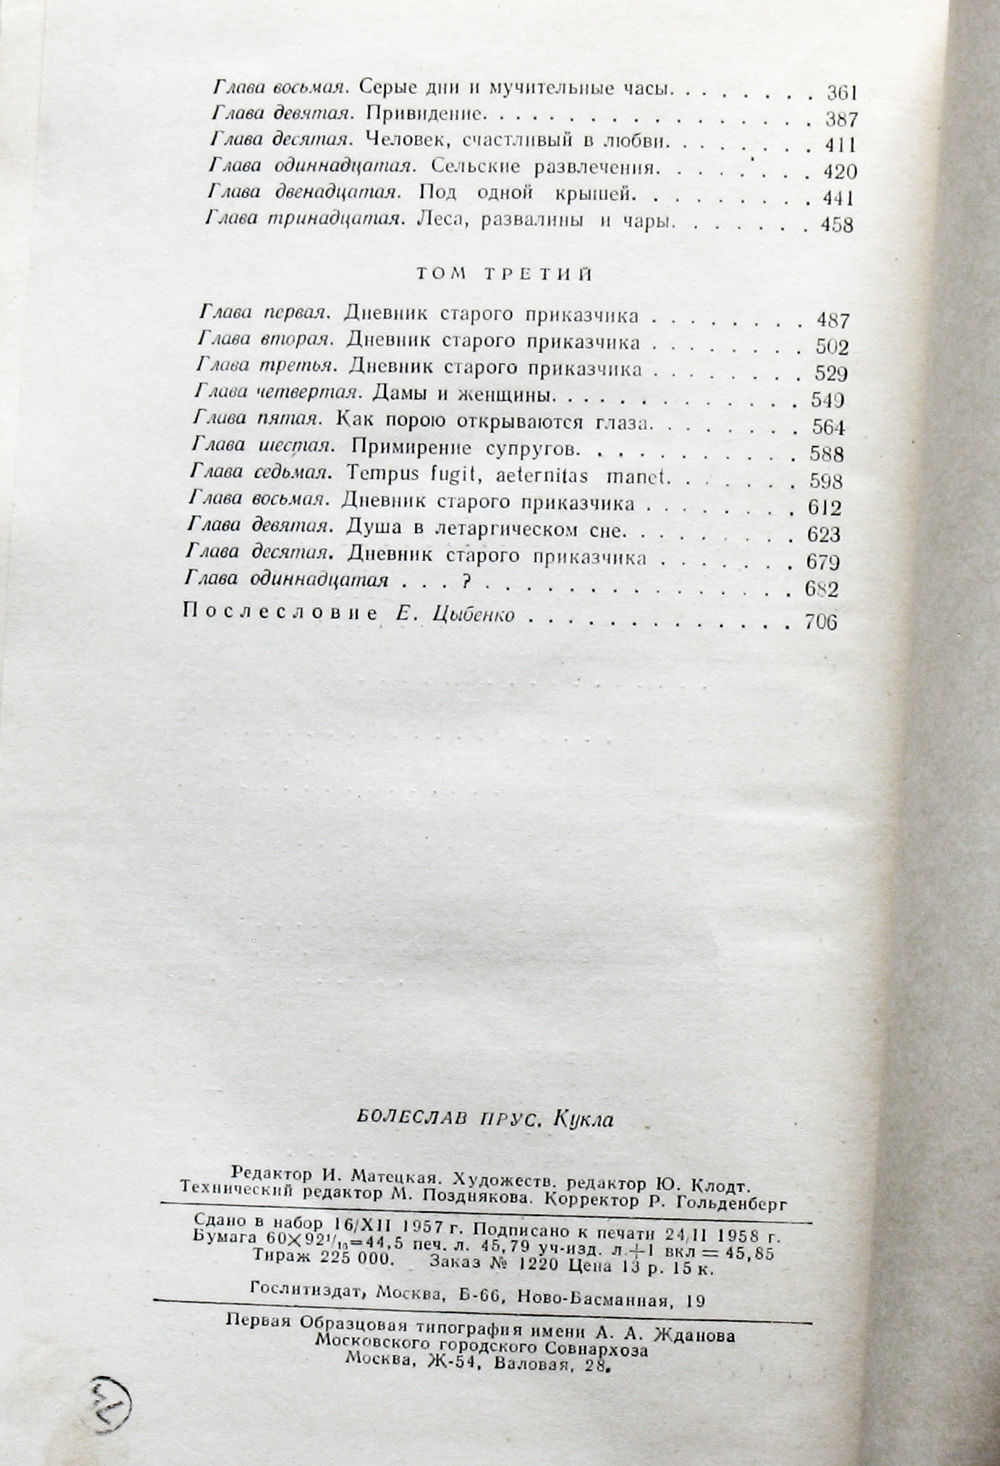 Глава восьмая. Серые дни и мучительные часы. . . . . . . . 361
Глава девятая. Привидение. . . . . . . . . . . . . . . . 387
Глава десятая. Человек, счастливый в любви. . . . . . . . 411
Глава одиннадцатая. Сельские развлечения. . . . . . . . 420
Глава двенадцатая. Под одной крышей. . . . . . . . . 441
Глава тринадцатая. Леса, развалины и чары. . . . . . . 458
ТОМ ТРЕТИЙ
Глава первая. Дневник старого приказчика . . . . . . . . 487
Глава вторая. Дневник старого приказчика . . . . . . . . 502
Глава третья. Дневник старого приказчика . . . . . . . . 529
Глава четвертая. Дамы и женщины. . . . . . . . . . . . 549
Глава пятая. Как порою открываются глаза. . . . . . . . 564
Глава шестая. Примирение супругов. . . . . . . . . . . 588
Глава седьмая. Tempus fugit, aeternitas manet. . . . . . . 598
Глава восьмая. Дневник старого приказчика . . . . . . . . 612
Глава девятая. Душа в летаргическом сне. . . . . . . . . 623
Глава десятая. Дневник старого приказчика . . . . . . . . 679
Глава одиннадцатая . . . ? . . . . . . . . . . . . . . 682
Послесловие Е. Цыбенко . . . . . . . . . . . . . 706
БОЛЕСЛАВ ПРУС. Кукла
Редактор И. Матецкая. Художеств. редактор Ю. Клодт.
Технический редактор М. Позднякова. Корректор Р. Гольденберг
Сдано в набор 16/XII 1957 г. Подписано к печати 24/II 1958 г.
Бумага 60×92¹/₁₆=44,5 печ. л. 45,79 уч-изд. л.+1 вкл=45,85
Тираж 225 000. Заказ № 1220 Цена 13 р. 15 к.
Гослитиздат, Москва, Б-66, Ново-Басманная, 19
Первая Образцовая типография имени А. А. Жданова
Московского городского Совнархоза
Москва, Ж-54, Валовая, 28.